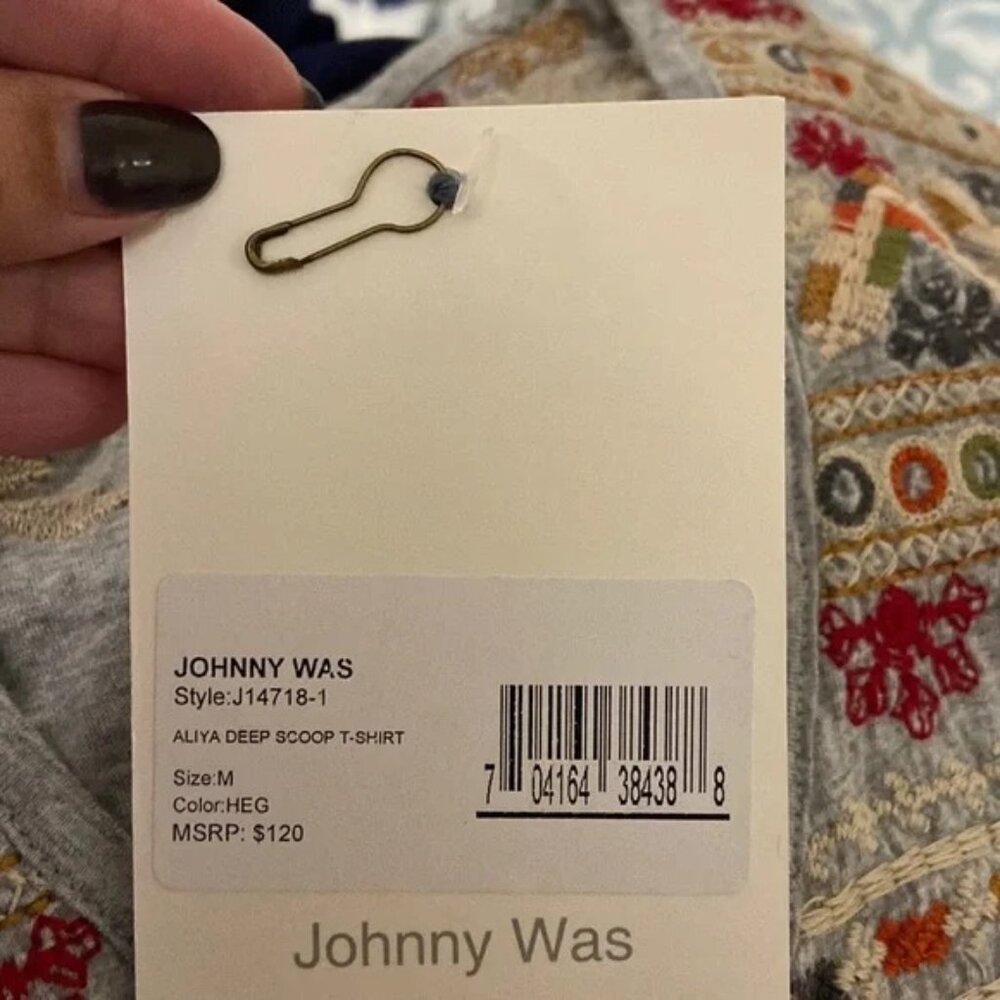 JOHNNY WAS
Style:J14718-1
ALIYA DEEP SCOOP T-SHIRT
Size:M
Color:HEG
MSRP: $120
7 04164 38438 8
Johnny Was